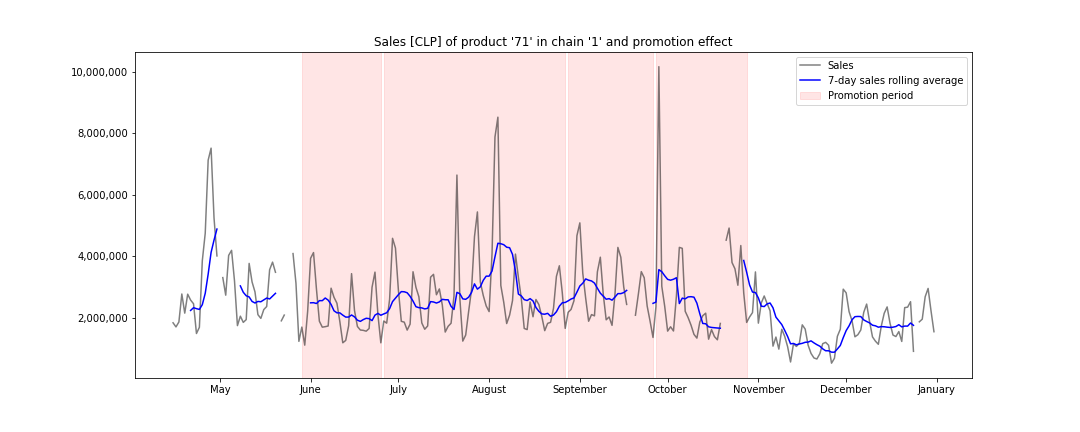 Sales [CLP] of product '71' in chain '1' and promotion effect
10,000,000
8,000,000
6,000,000
4,000,000
2,000,000
Sales
7-day sales rolling average
Promotion period
May
June
July
August
September
October
November
December
January